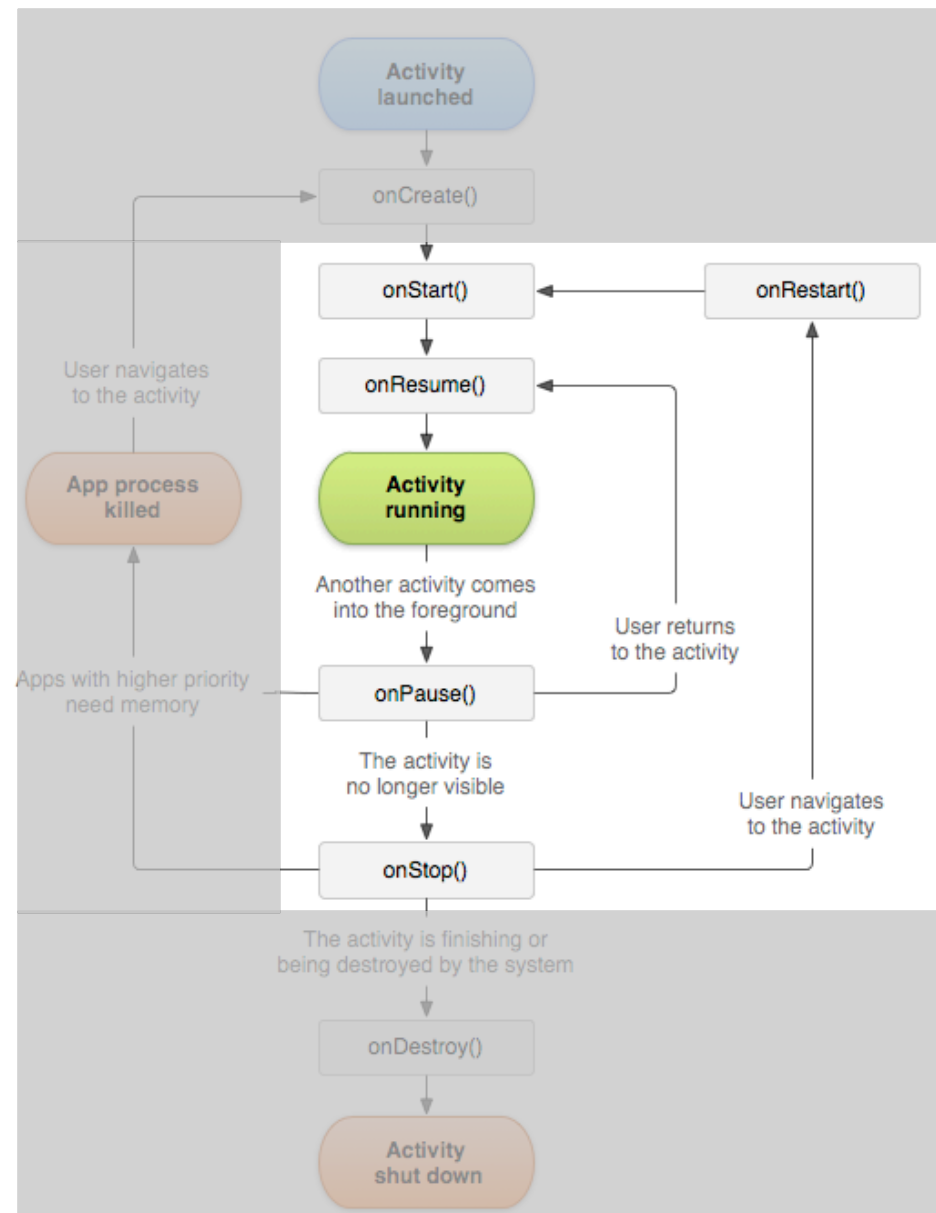 Activity
launched
onCreate()
onStart()
onRestart()
User navigates
to the activity
onResume()
App process
killed
Activity
running
Another activity comes
into the foreground
User returns
to the activity
Apps with higher priority
need memory
onPause()
The activity is
no longer visible
User navigates
to the activity
onStop()
The activity is finishing or
being destroyed by the system
onDestroy()
Activity
shut down